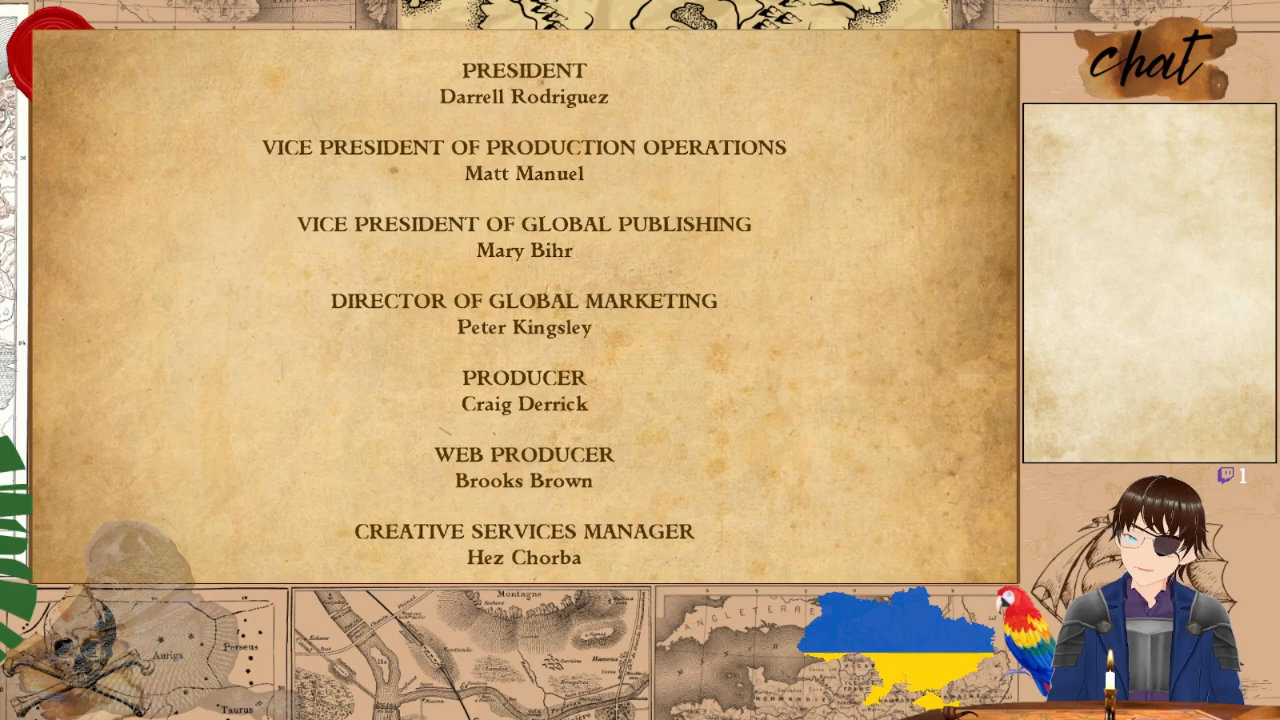 chat
PRESIDENT
Darrell Rodriguez
VICE PRESIDENT OF PRODUCTION OPERATIONS
Matt Manuel
VICE PRESIDENT OF GLOBAL PUBLISHING
Mary Bihr
DIRECTOR OF GLOBAL MARKETING
Peter Kingsley
PRODUCER
Craig Derrick
WEB PRODUCER
Brooks Brown
CREATIVE SERVICES MANAGER
Hez Chorba
1
Montagne
Auriga
Perseus
Taurus